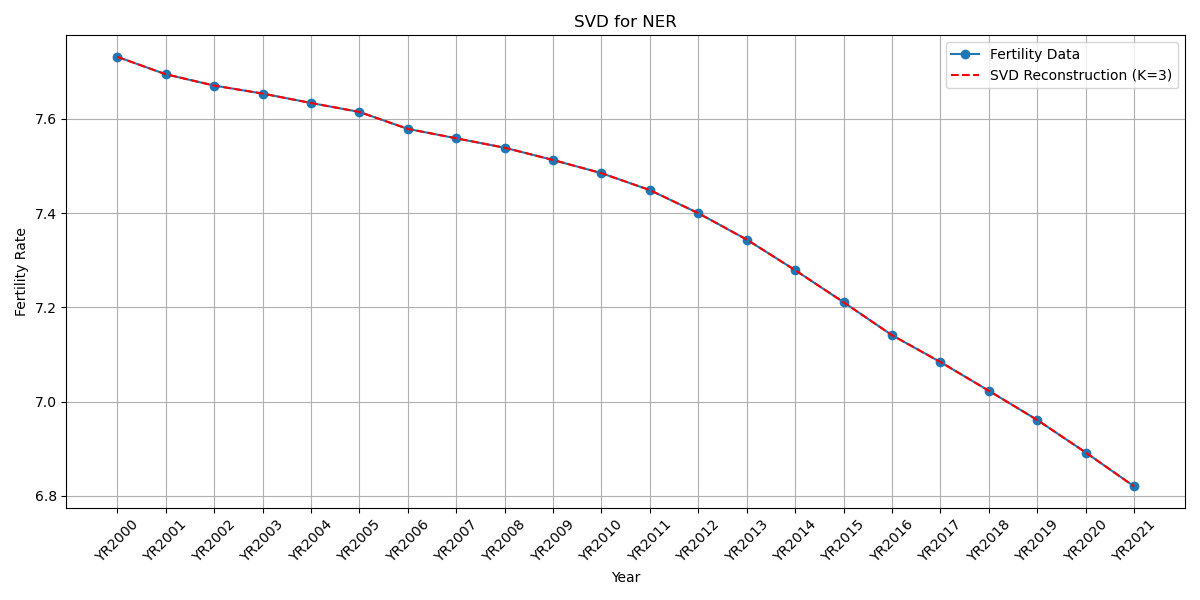 SVD for NER
Fertility Data
SVD Reconstruction (K=3)
Fertility Rate
7.6
7.4
7.2
7.0
6.8
YR2000
YR2001
YR2002
YR2003
YR2004
YR2005
YR2006
YR2007
YR2008
YR2009
YR2010
YR2011
YR2012
YR2013
YR2014
YR2015
YR2016
YR2017
YR2018
YR2019
YR2020
YR2021
Year